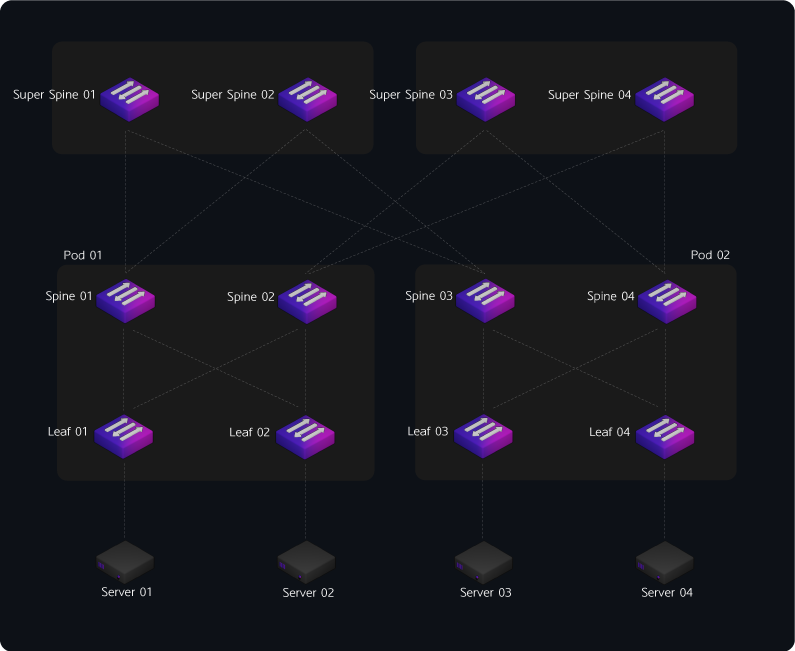 Super Spine 01
Super Spine 02
Super Spine 03
Super Spine 04
Pod 01
Pod 02
Spine 01
Spine 02
Spine 03
Spine 04
Leaf 01
Leaf 02
Leaf 03
Leaf 04
Server 01
Server 02
Server 03
Server 04